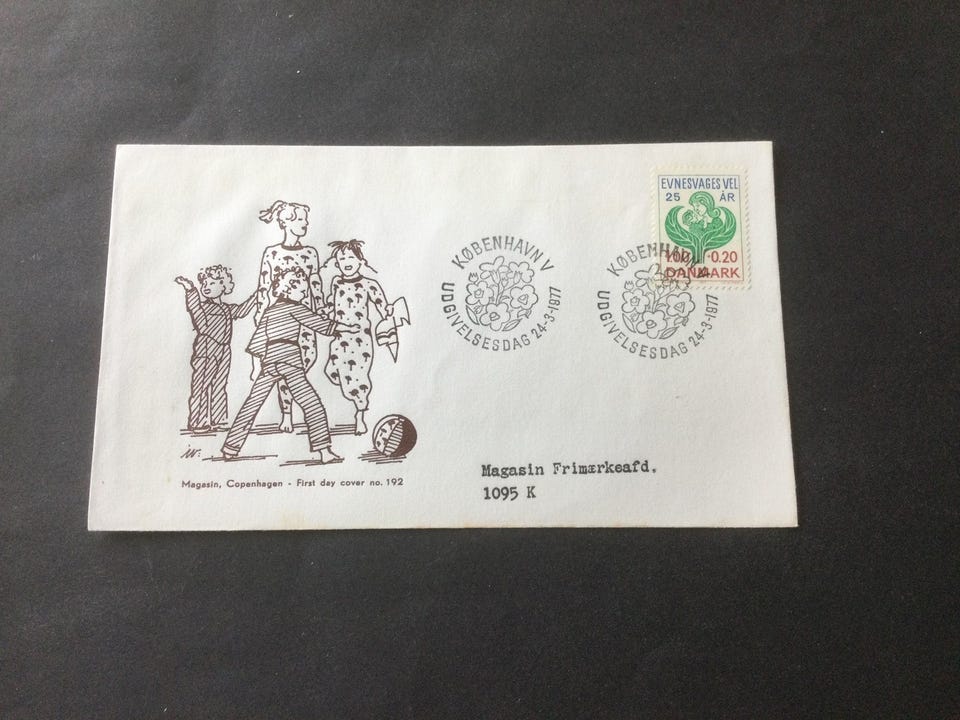 EVNESVAGES VEL
25 ÅR
100 · 0.20
DANMARK
KØBENHAVN V
UDGIVELSESDAG 24-3-1977
KØBENHAVN V
UDGIVELSESDAG 24-3-1977
iw:
Magasin, Copenhagen - First day cover no. 192
Magasin Frimærkeafd.
1095 K